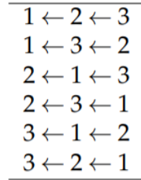 1 ← 2 ← 3
1 ← 3 ← 2
2 ← 1 ← 3
2 ← 3 ← 1
3 ← 1 ← 2
3 ← 2 ← 1